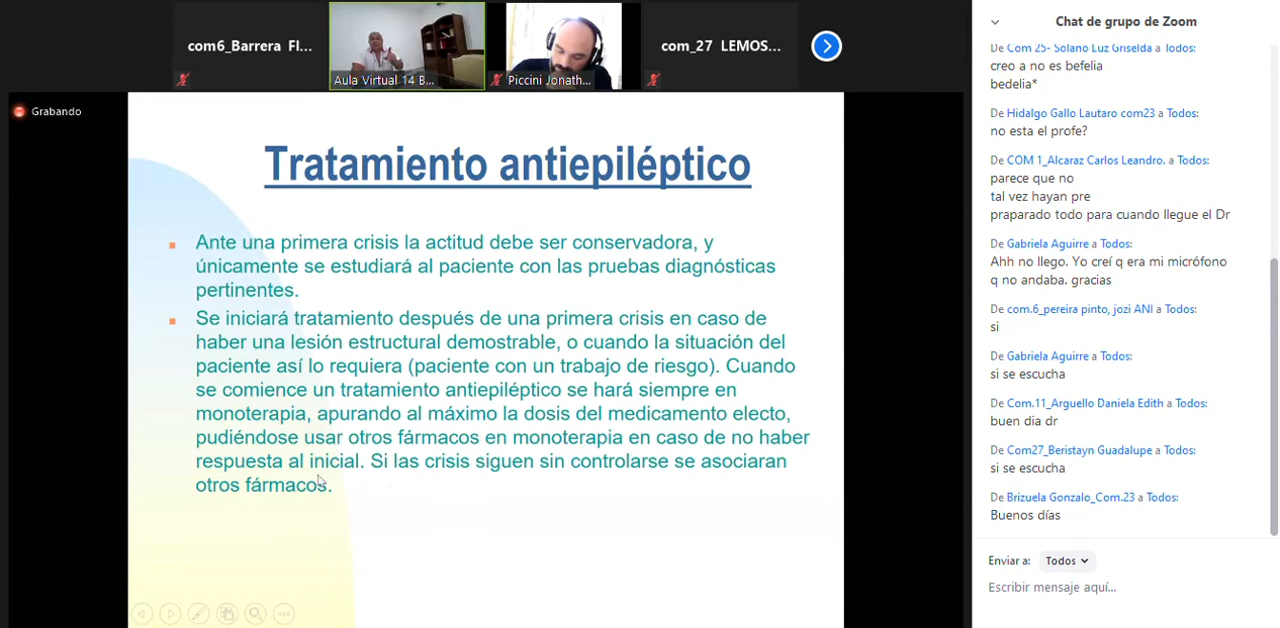 com6_Barrera Fl...
Aula Virtual 14 B...
Piccini Jonath...
com_27 LEMOS...
Grabando
Tratamiento antiepiléptico
Ante una primera crisis la actitud debe ser conservadora, y
únicamente se estudiará al paciente con las pruebas diagnósticas
pertinentes.
Se iniciará tratamiento después de una primera crisis en caso de
haber una lesión estructural demostrable, o cuando la situación del
paciente así lo requiera (paciente con un trabajo de riesgo). Cuando
se comience un tratamiento antiepiléptico se hará siempre en
monoterapia, apurando al máximo la dosis del medicamento electo,
pudiéndose usar otros fármacos en monoterapia en caso de no haber
respuesta al inicial. Si las crisis siguen sin controlarse se asociaran
otros fármacos.
Chat de grupo de Zoom
De Com 25- Solano Luz Griselda a Todos:
creo a no es befelia
bedelia*
De Hidalgo Gallo Lautaro com23 a Todos:
no esta el profe?
De COM 1_Alcaraz Carlos Leandro. a Todos:
parece que no
tal vez hayan pre
praparado todo para cuando llegue el Dr
De Gabriela Aguirre a Todos:
Ahh no llego. Yo creí q era mi micrófono
q no andaba. gracias
De com.6_pereira pinto, jozi ANI a Todos:
si
De Gabriela Aguirre a Todos:
si se escucha
De Com.11_Arguello Daniela Edith a Todos:
buen dia dr
De Com27_Beristayn Guadalupe a Todos:
si se escucha
De Brizuela Gonzalo_Com.23 a Todos:
Buenos días
Enviar a: Todos
Escribir mensaje aquí...